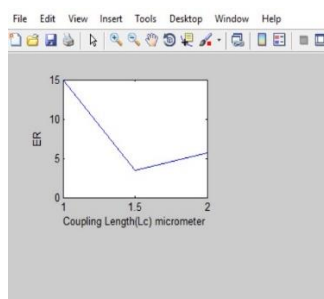 File Edit View Insert Tools Desktop Window Help
15
10
5
0
ER
1 1.5 2
Coupling Length(Lc) micrometer